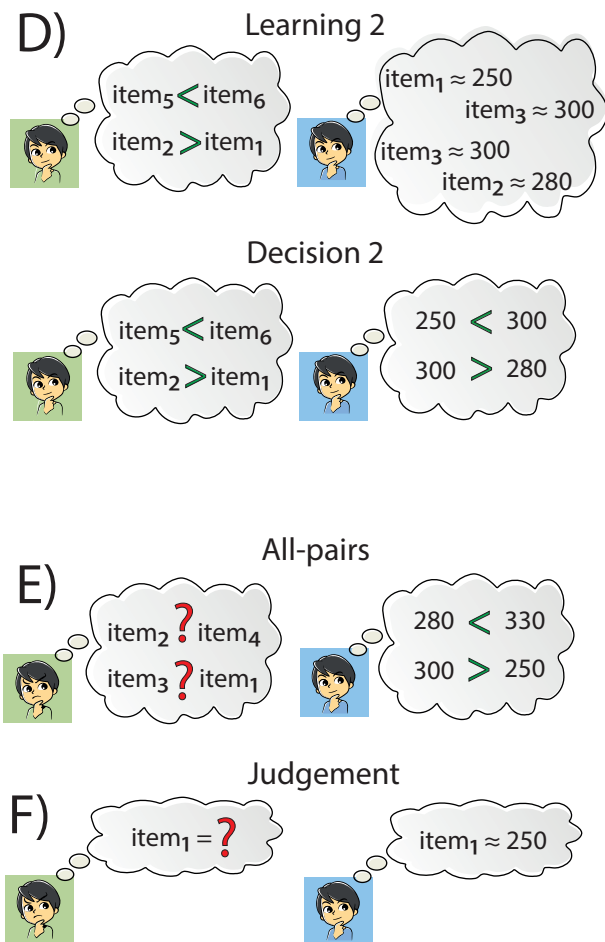 D)
Learning 2
item₅ < item₆
item₂ > item₁
item₁ ≈ 250
item₃ ≈ 300
item₃ ≈ 300
item₂ ≈ 280
Decision 2
item₅ < item₆
item₂ > item₁
250 < 300
300 > 280
E)
All-pairs
item₂ ? item₄
item₃ ? item₁
280 < 330
300 > 250
F)
Judgement
item₁ = ?
item₁ ≈ 250